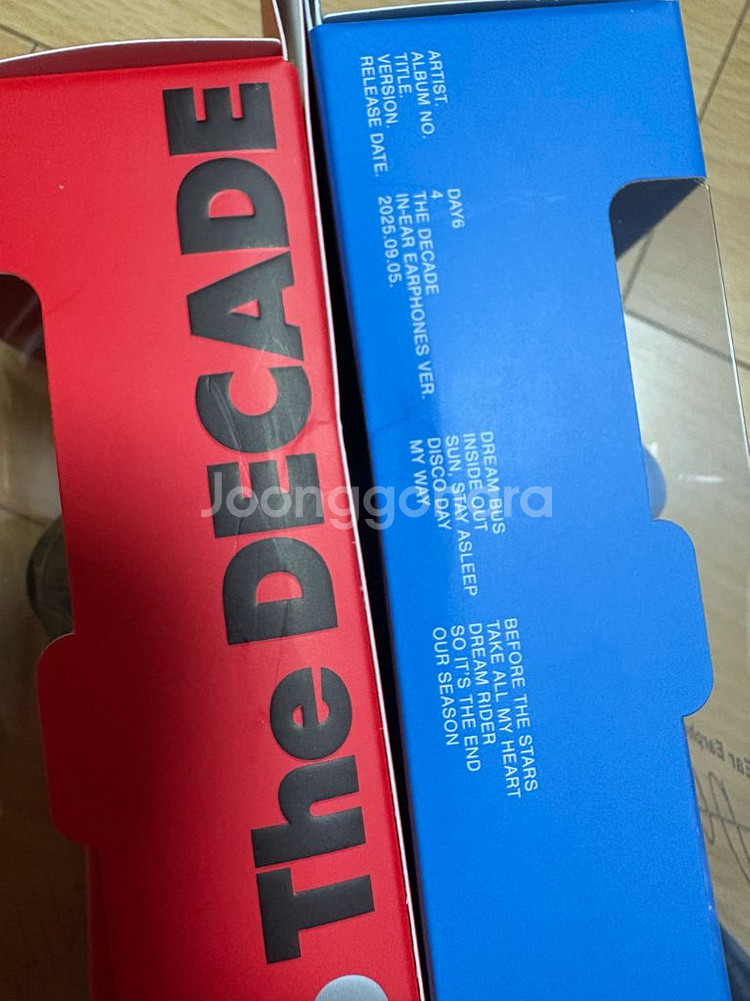 The DECADE
ARTIST.
ALBUM NO.
TITLE.
VERSION.
RELEASE DATE.
DAY6
4
THE DECADE
IN-EAR EARPHONES VER.
2025.09.05.
DREAM BUS
INSIDE OUT
SUN, STAY ASLEEP
DISCO DAY
MY WAY
BEFORE THE STARS
TAKE ALL MY HEART
DREAM RIDER
SO IT'S THE END
OUR SEASON
Joonggonara